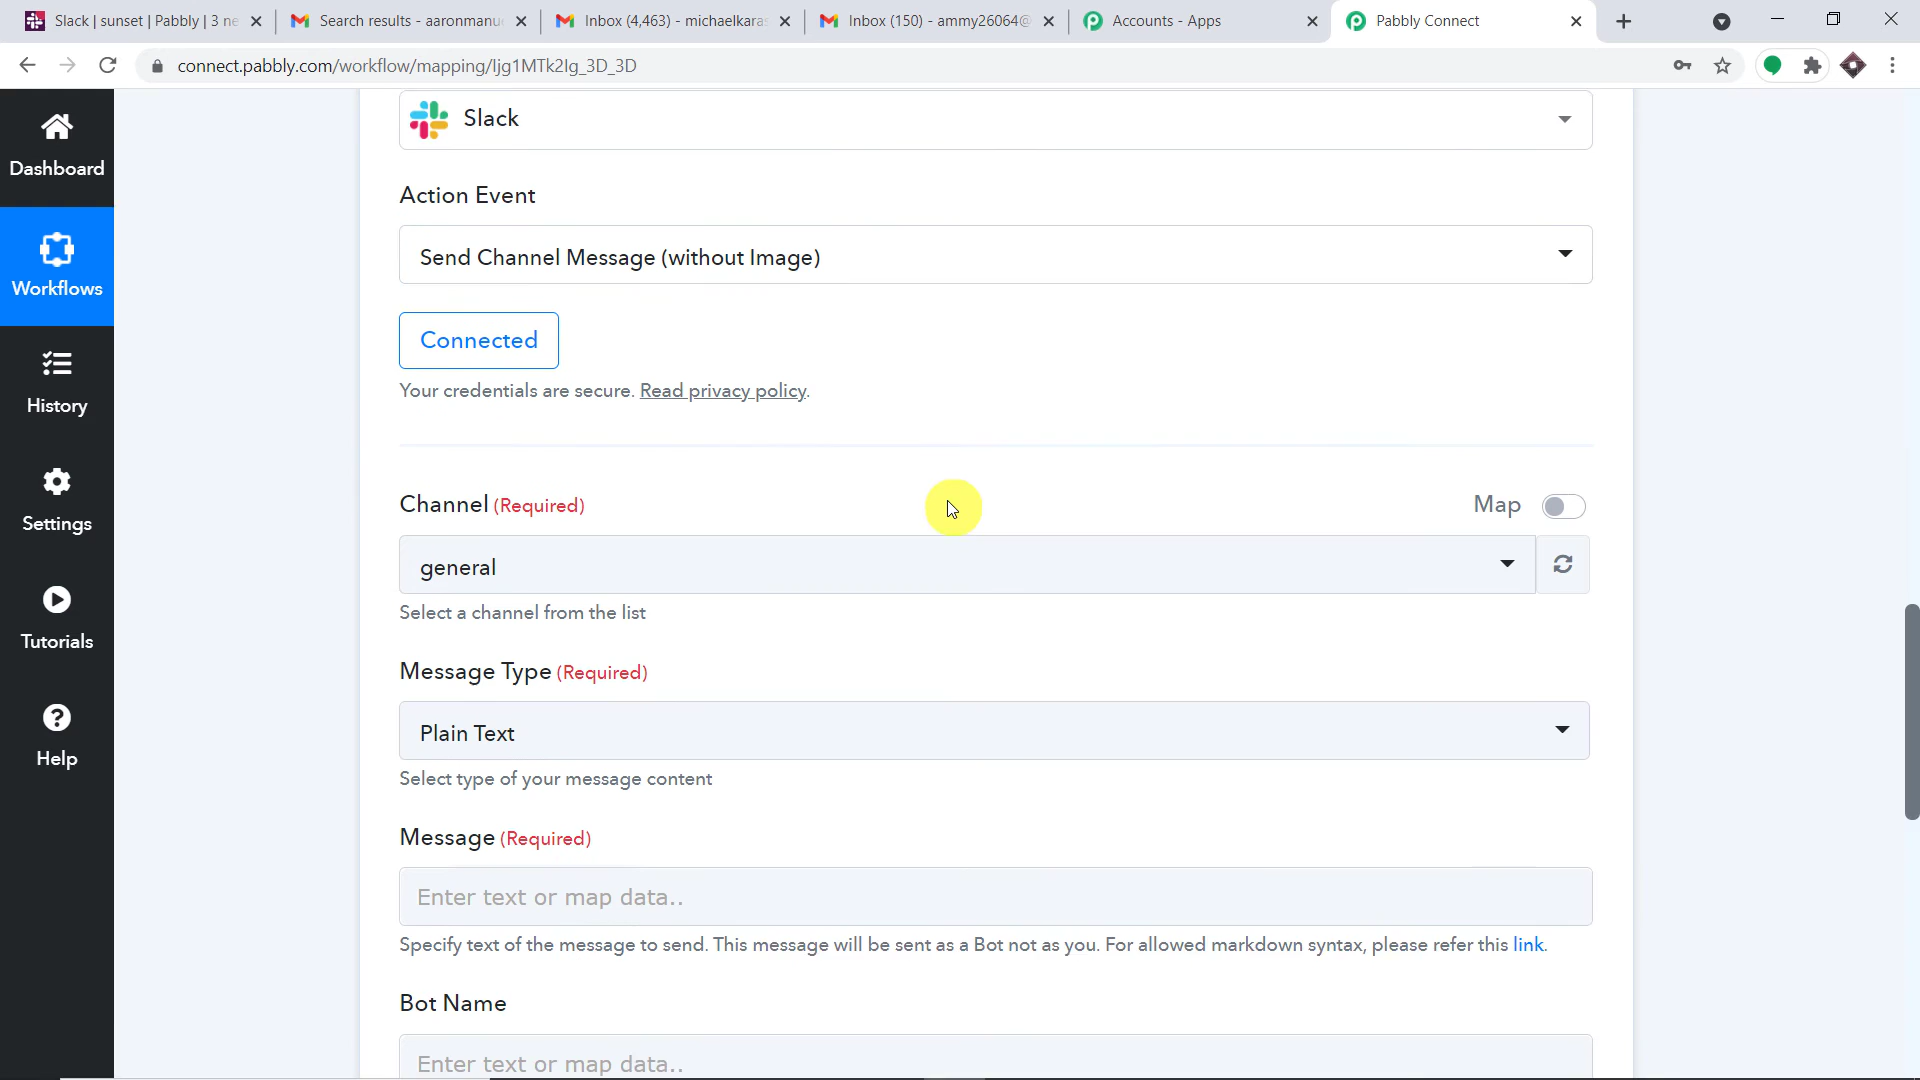 Slack | sunset | Pabbly | 3 ne
Search results - aaronmanue
Inbox (4,463) - michaelkaras
Inbox (150) - ammy26064@
Accounts - Apps
Pabbly Connect
connect.pabbly.com/workflow/mapping/Ijg1MTk2Ig_3D_3D
Dashboard
Workflows
History
Settings
Tutorials
Help
Slack
Action Event
Send Channel Message (without Image)
Connected
Your credentials are secure. Read privacy policy.
Channel (Required)
Map
general
Select a channel from the list
Message Type (Required)
Plain Text
Select type of your message content
Message (Required)
Enter text or map data..
Specify text of the message to send. This message will be sent as a Bot not as you. For allowed markdown syntax, please refer this link.
Bot Name
Enter text or map data..